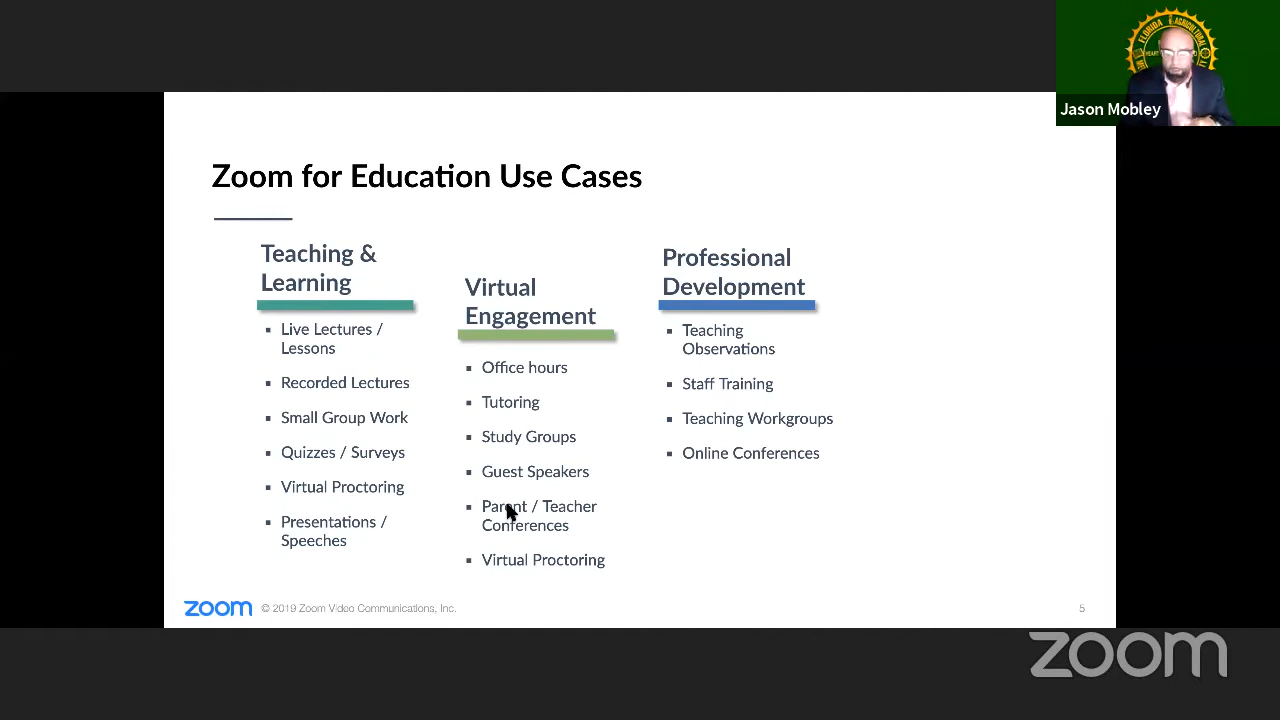 FLORIDA AGRICULTURAL
Jason Mobley
Zoom for Education Use Cases
Teaching &
Learning
▪ Live Lectures /
Lessons
▪ Recorded Lectures
▪ Small Group Work
▪ Quizzes / Surveys
▪ Virtual Proctoring
▪ Presentations /
Speeches
Virtual
Engagement
▪ Office hours
▪ Tutoring
▪ Study Groups
▪ Guest Speakers
▪ Parent / Teacher
Conferences
▪ Virtual Proctoring
Professional
Development
▪ Teaching
Observations
▪ Staff Training
▪ Teaching Workgroups
▪ Online Conferences
zoom © 2019 Zoom Video Communications, Inc.
5
zoom